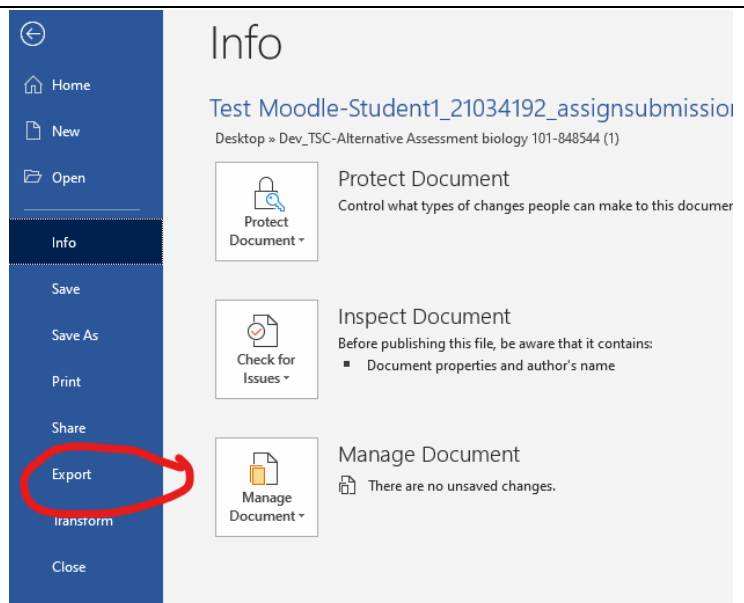 Info
Home
New
Open
Info
Save
Save As
Print
Share
Export
Transform
Close
Test Moodle-Student1_21034192_assignsubmission
Desktop » Dev_TSC-Alternative Assessment biology 101-848544 (1)
Protect
Document
Protect Document
Control what types of changes people can make to this
Check for
Issues
Inspect Document
Before publishing this file, be aware that it contains:
Document properties and author's name
Manage
Document
Manage Document
There are no unsaved changes.